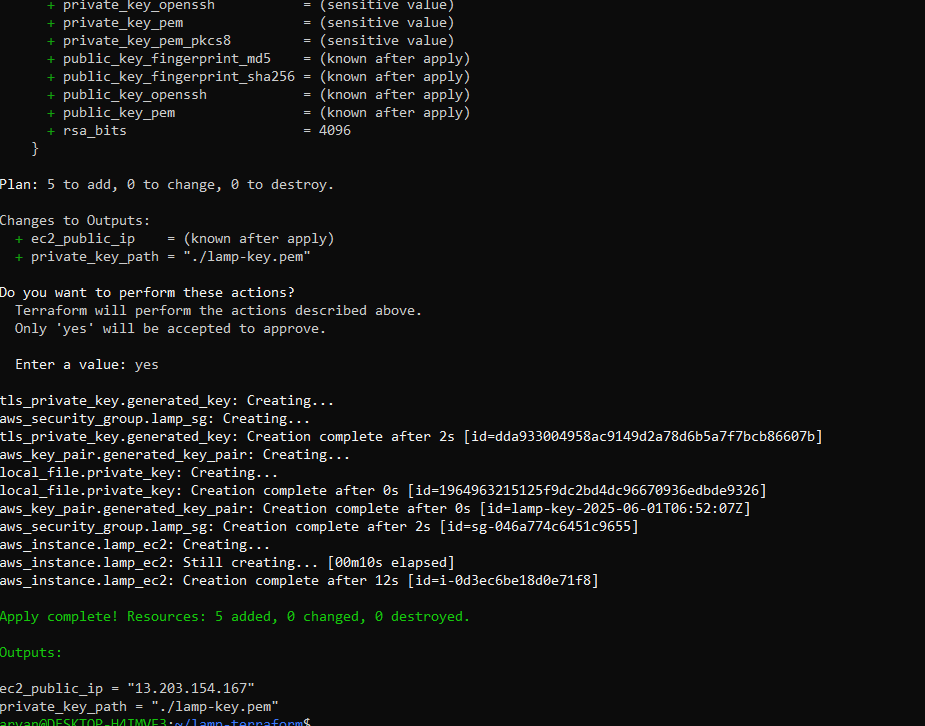 + private_key_openssh           = (sensitive value)
+ private_key_pem               = (sensitive value)
+ private_key_pem_pkcs8         = (sensitive value)
+ public_key_fingerprint_md5    = (known after apply)
+ public_key_fingerprint_sha256 = (known after apply)
+ public_key_openssh            = (known after apply)
+ public_key_pem                = (known after apply)
+ rsa_bits                      = 4096
}
Plan: 5 to add, 0 to change, 0 to destroy.
Changes to Outputs:
+ ec2_public_ip    = (known after apply)
+ private_key_path = "./lamp-key.pem"
Do you want to perform these actions?
Terraform will perform the actions described above.
Only 'yes' will be accepted to approve.
Enter a value: yes
tls_private_key.generated_key: Creating...
aws_security_group.lamp_sg: Creating...
tls_private_key.generated_key: Creation complete after 2s [id=dda933004958ac9149d2a78d6b5a7f7bcb86607b]
aws_key_pair.generated_key_pair: Creating...
local_file.private_key: Creating...
local_file.private_key: Creation complete after 0s [id=1964963215125f9dc2bd4dc96670936edbde9326]
aws_key_pair.generated_key_pair: Creation complete after 0s [id=lamp-key-2025-06-01T06:52:07Z]
aws_security_group.lamp_sg: Creation complete after 2s [id=sg-046a774c6451c9655]
aws_instance.lamp_ec2: Creating...
aws_instance.lamp_ec2: Still creating... [00m10s elapsed]
aws_instance.lamp_ec2: Creation complete after 12s [id=i-0d3ec6be18d0e71f8]
Apply complete! Resources: 5 added, 0 changed, 0 destroyed.
Outputs:
ec2_public_ip = "13.203.154.167"
private_key_path = "./lamp-key.pem"
aryan@DESKTOP-H4IMVF3:~/lamp-terraform$